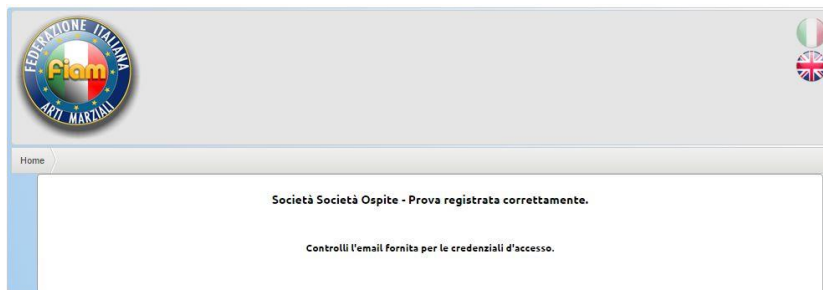 FEDERAZIONE ITALIANA
Fiam
ARTI MARZIALI
Home
Società Società Ospite - Prova registrata correttamente.
Controlli l'email fornita per le credenziali d'accesso.